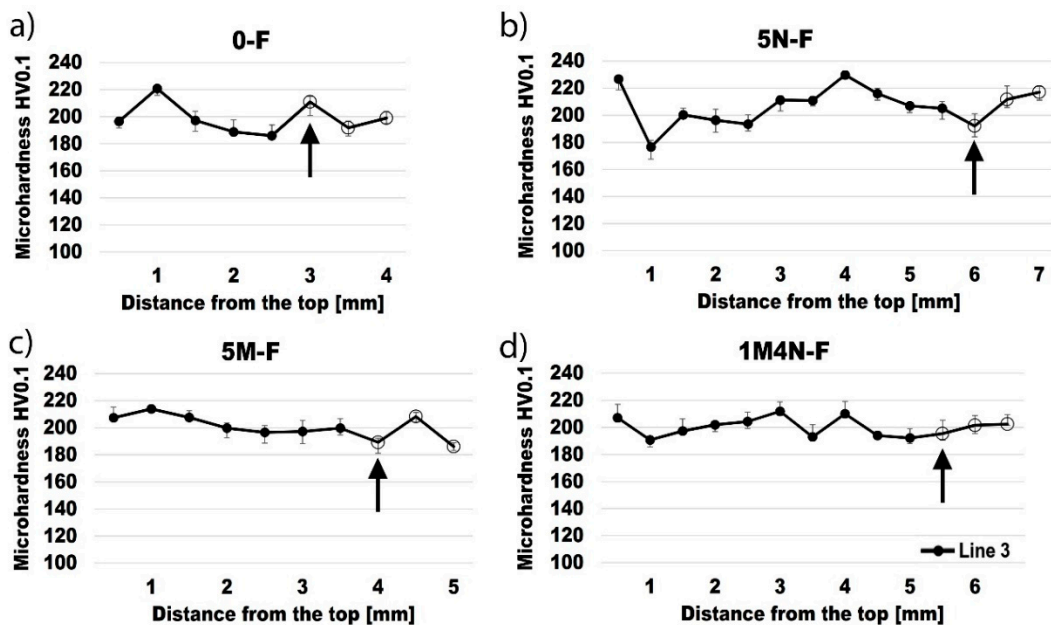 a)
0-F
Microhardness HV0.1
240
220
200
180
160
140
120
100
1 2 3 4
Distance from the top [mm]
b)
5N-F
Microhardness HV0.1
240
220
200
180
160
140
120
100
1 2 3 4 5 6 7
Distance from the top [mm]
c)
5M-F
Microhardness HV0.1
240
220
200
180
160
140
120
100
1 2 3 4 5
Distance from the top [mm]
d)
1M4N-F
Microhardness HV0.1
240
220
200
180
160
140
120
100
Line 3
1 2 3 4 5 6
Distance from the top [mm]